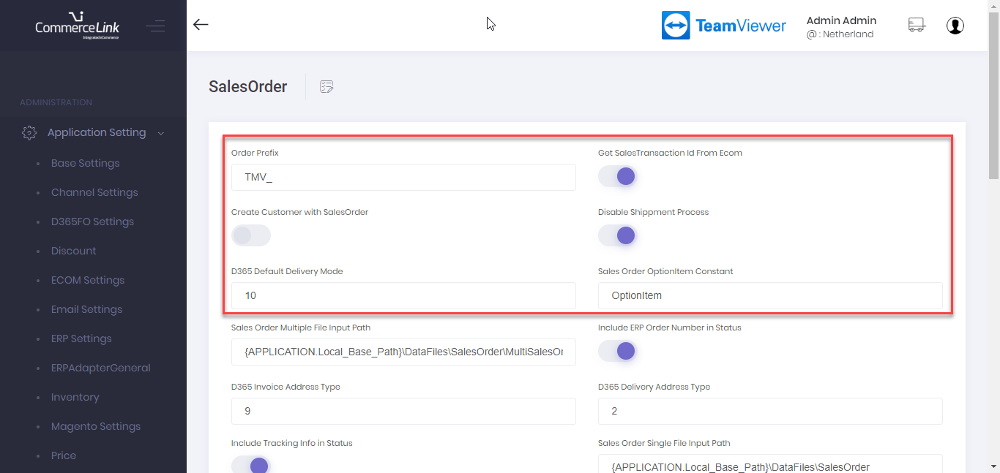 CommerceLink
Integrated eCommerce
TeamViewer
Admin Admin
@ : Netherland
ADMINISTRATION
Application Setting
Base Settings
Channel Settings
D365FO Settings
Discount
ECOM Settings
Email Settings
ERP Settings
ERPAdapterGeneral
Inventory
Magento Settings
Price
SalesOrder
Order Prefix
Get SalesTransaction Id From Ecom
TMV_
Create Customer with SalesOrder
Disable Shippment Process
D365 Default Delivery Mode
Sales Order OptionItem Constant
10
OptionItem
Sales Order Multiple File Input Path
Include ERP Order Number in Status
{APPLICATION.Local_Base_Path}\DataFiles\SalesOrder\MultiSalesOr
D365 Invoice Address Type
D365 Delivery Address Type
9
2
Include Tracking Info in Status
Sales Order Single File Input Path
{APPLICATION.Local_Base_Path}\DataFiles\SalesOrder